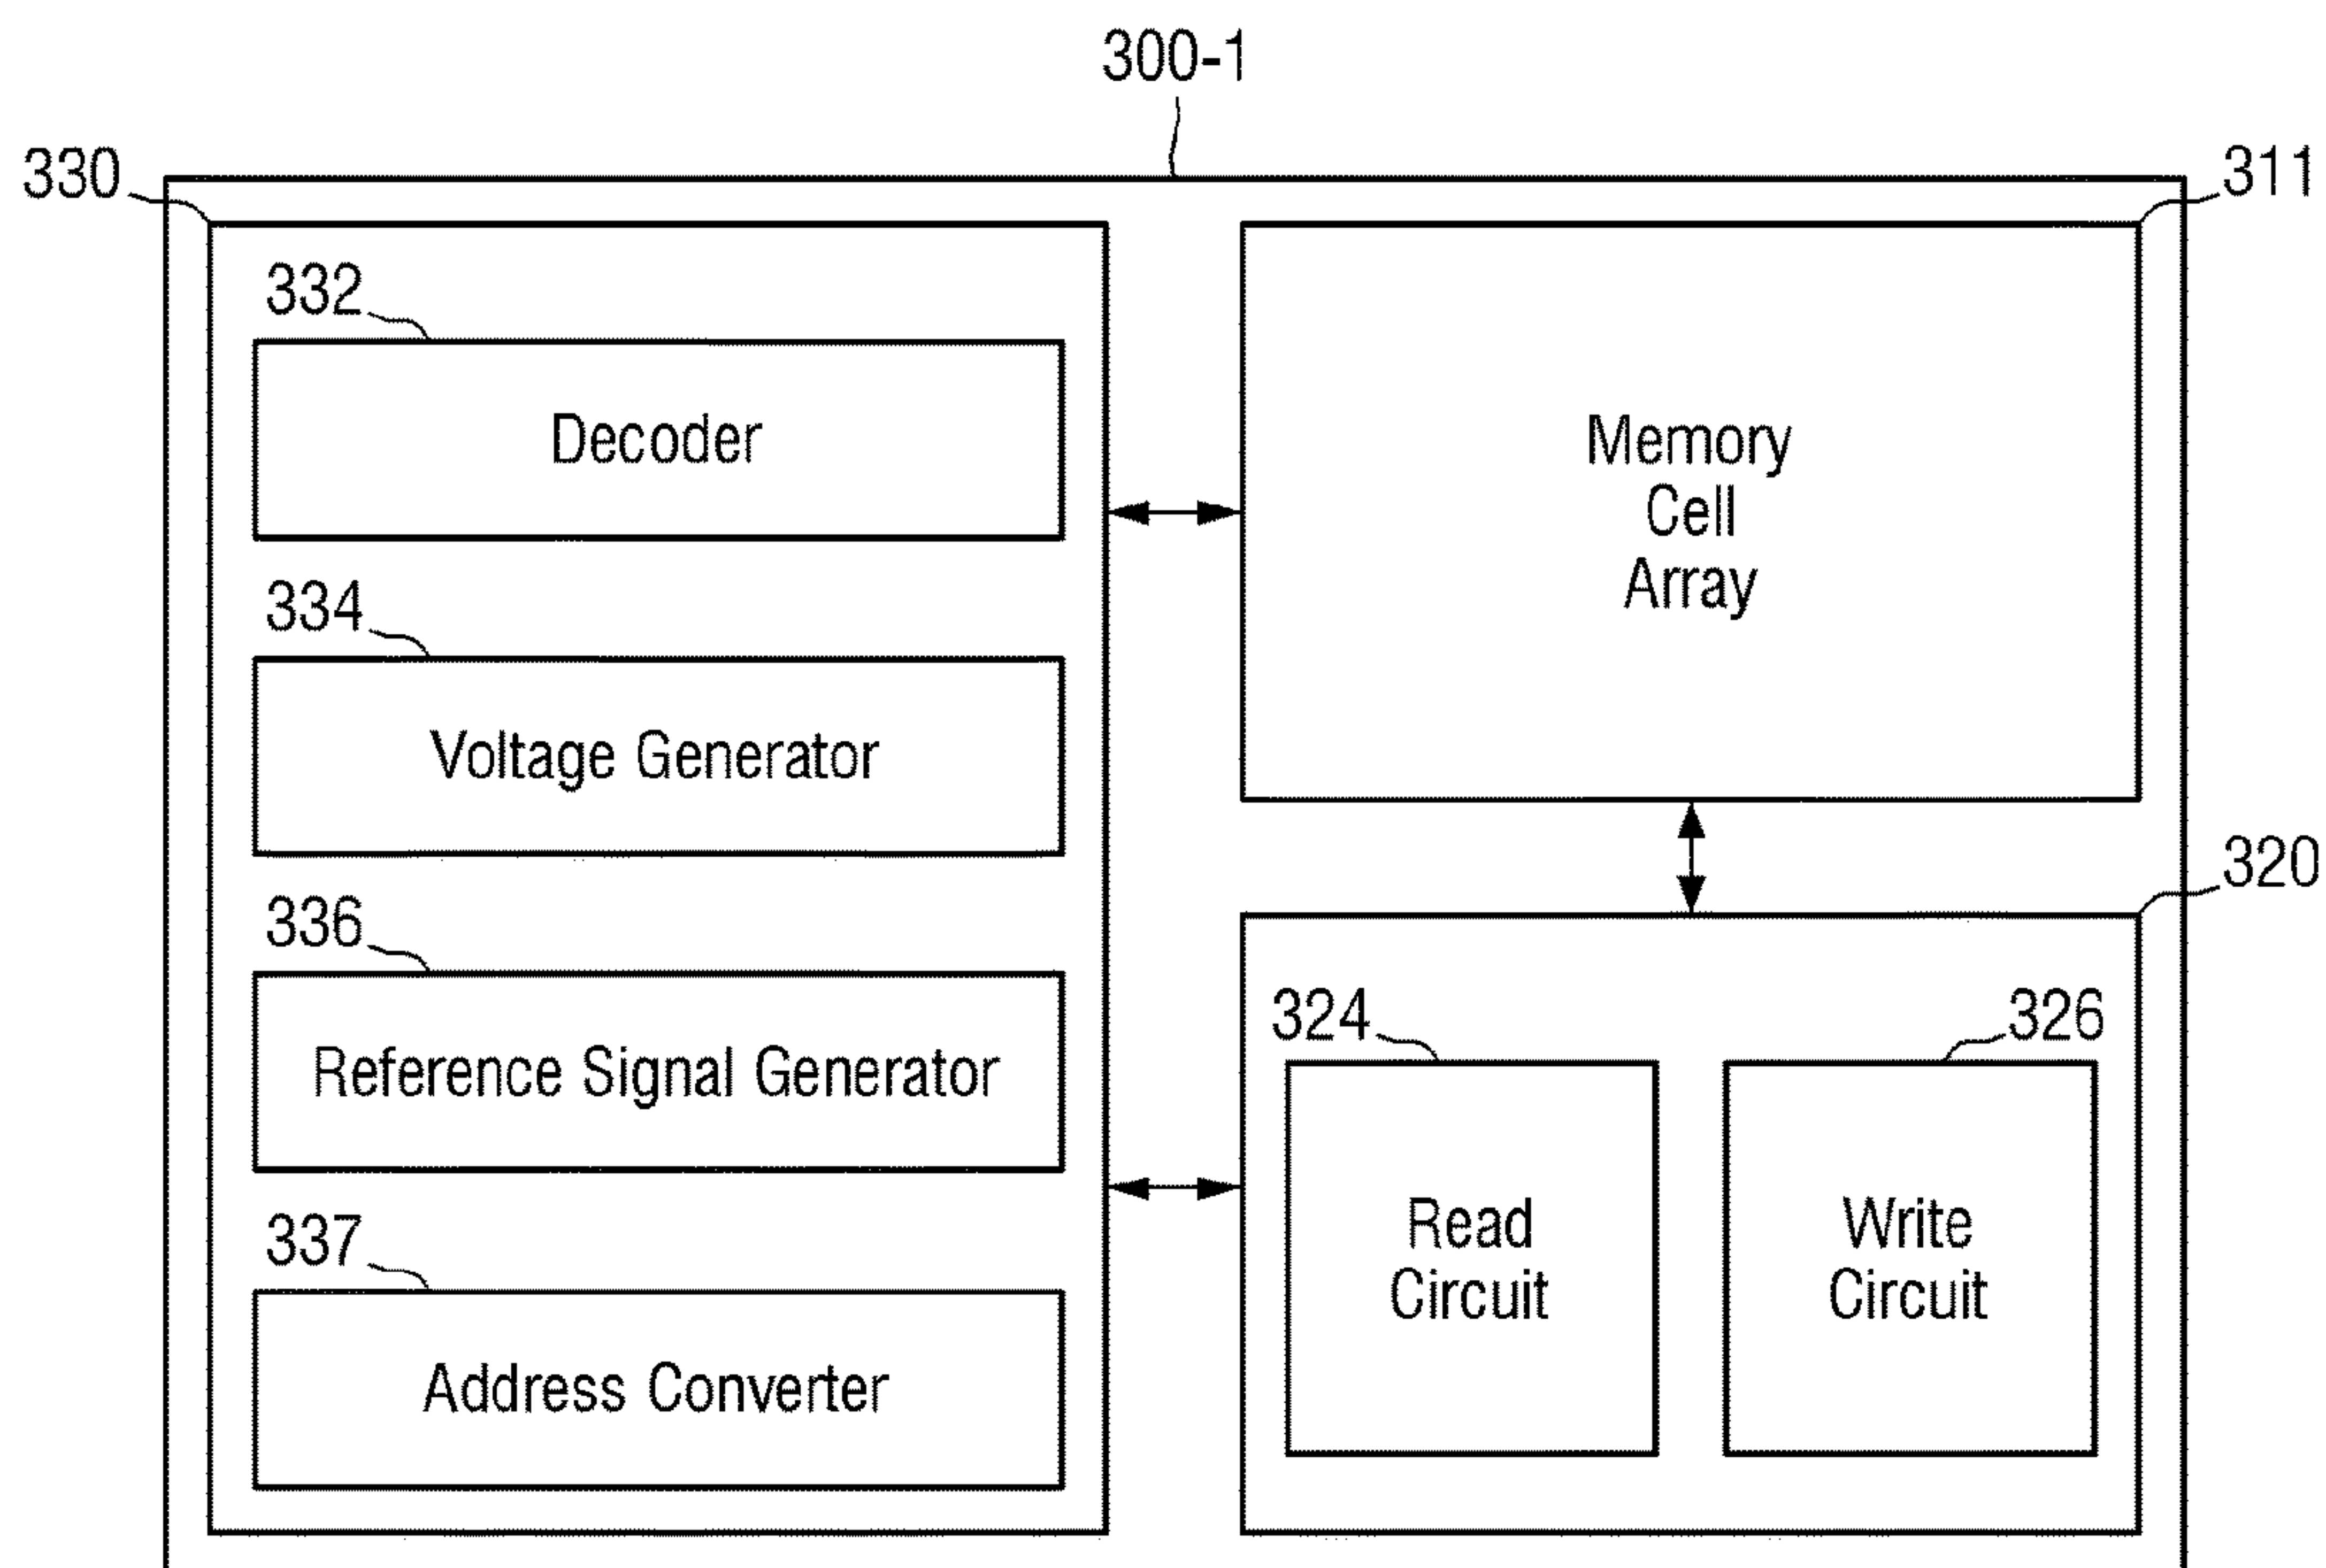 300-1
330
311
332
Decoder
Memory
Cell
Array
334
Voltage Generator
320
336
Reference Signal Generator
324
326
Read
Circuit
Write
Circuit
337
Address Converter